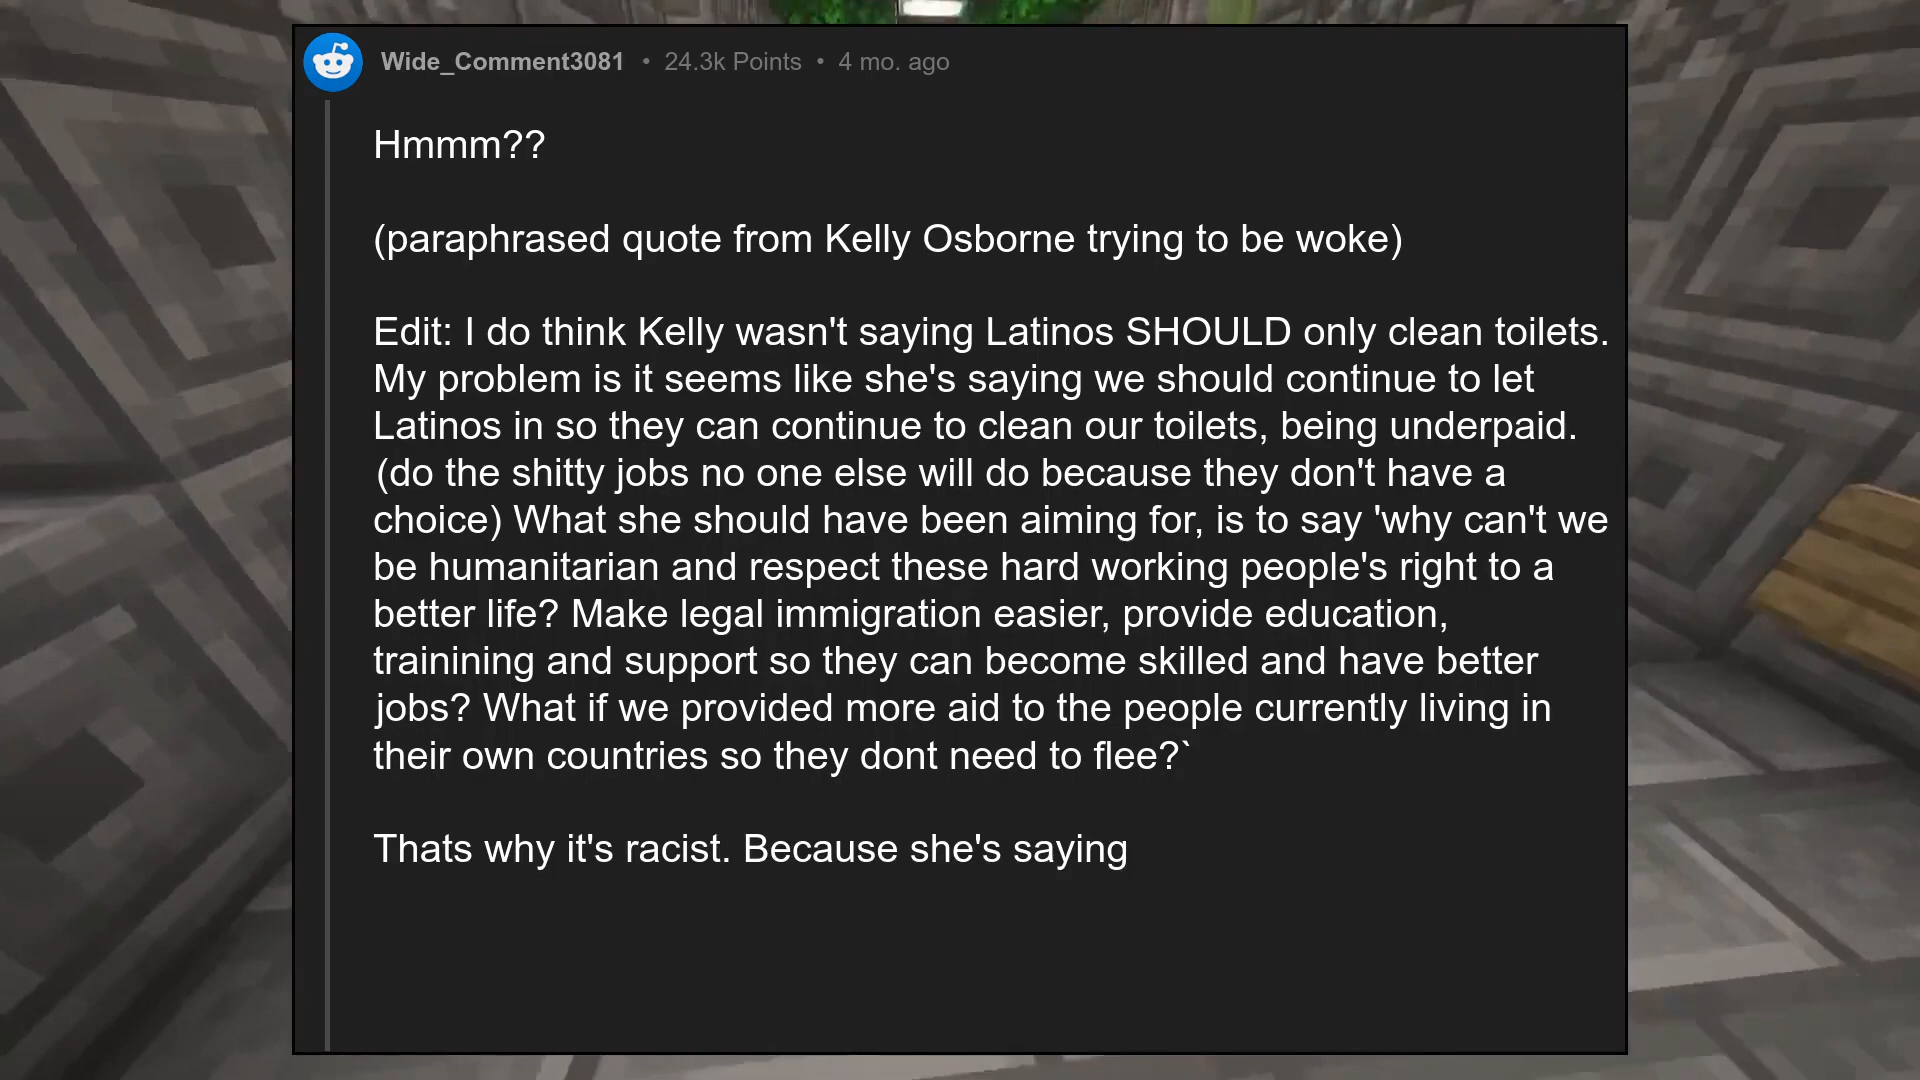 Wide_Comment3081 • 24.3k Points • 4 mo. ago
Hmmm??
(paraphrased quote from Kelly Osborne trying to be woke)
Edit: I do think Kelly wasn't saying Latinos SHOULD only clean toilets.
My problem is it seems like she's saying we should continue to let
Latinos in so they can continue to clean our toilets, being underpaid.
(do the shitty jobs no one else will do because they don't have a
choice) What she should have been aiming for, is to say 'why can't we
be humanitarian and respect these hard working people's right to a
better life? Make legal immigration easier, provide education,
trainining and support so they can become skilled and have better
jobs? What if we provided more aid to the people currently living in
their own countries so they dont need to flee?`
Thats why it's racist. Because she's saying